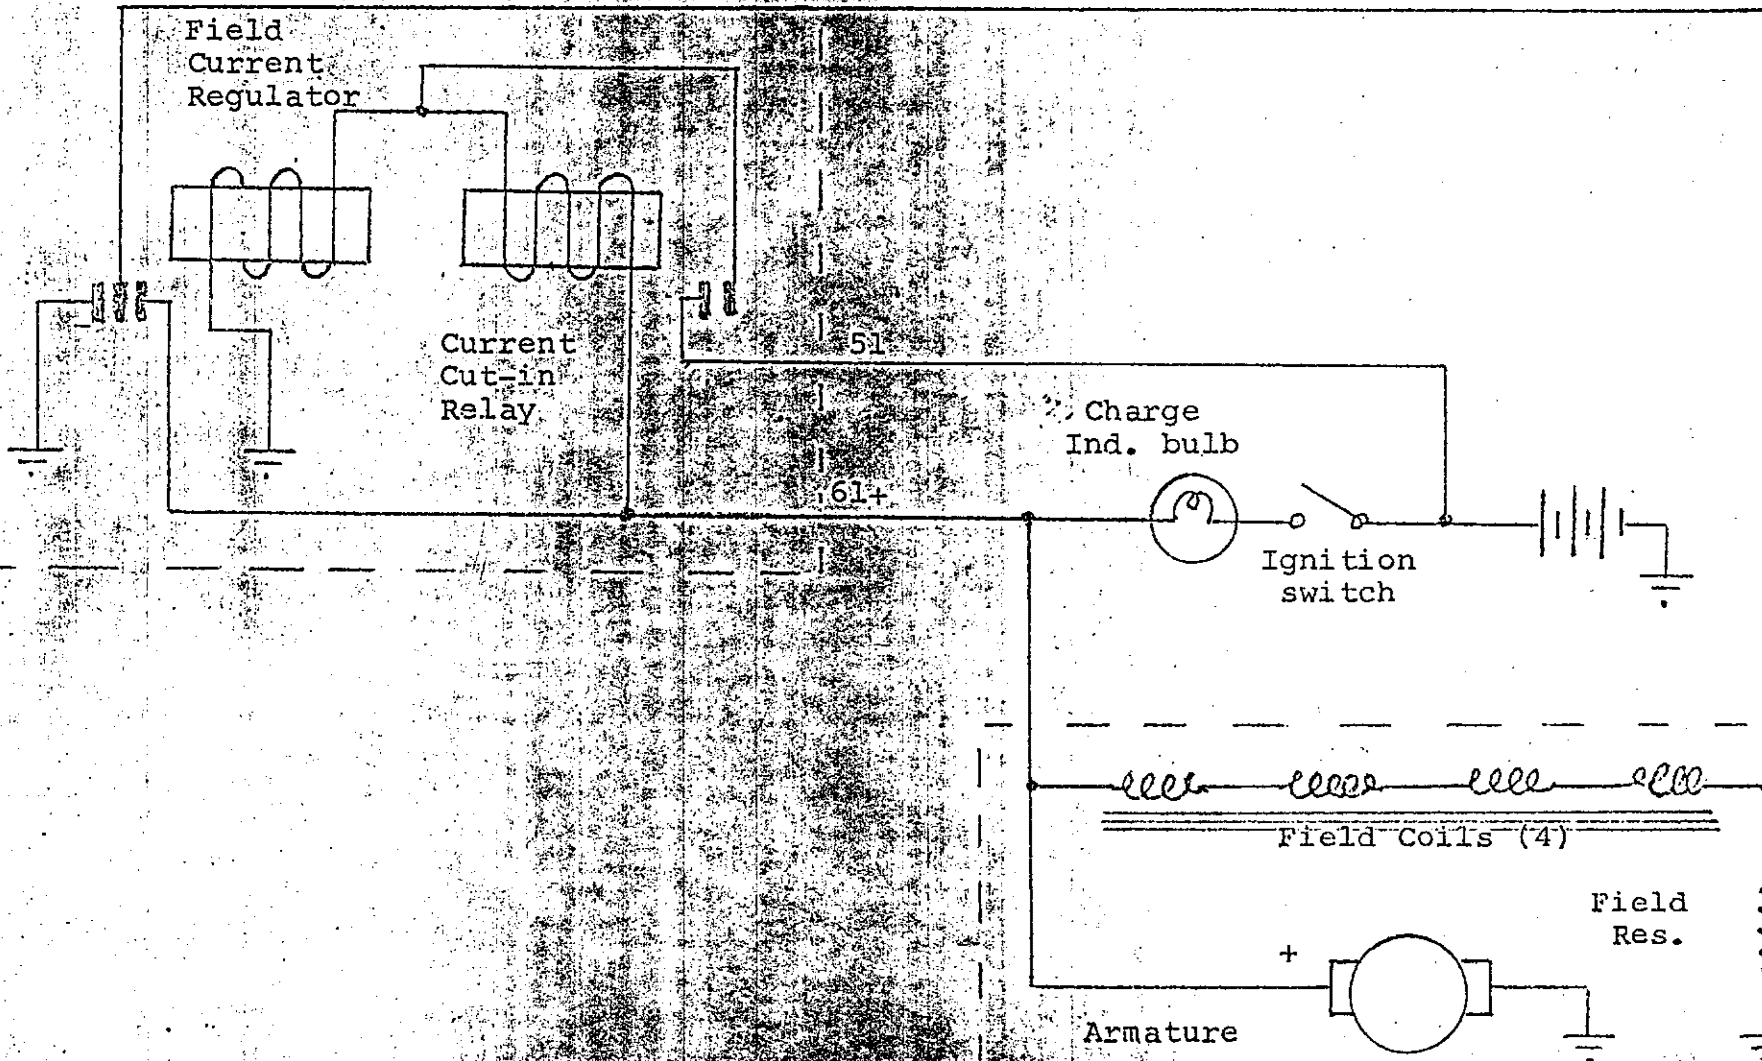 Field
Current
Regulator
Current
Cut-in
Relay
51
61+
Charge
Ind. bulb
Ignition
switch
Field Coils (4)
Field
Res.
+
Armature